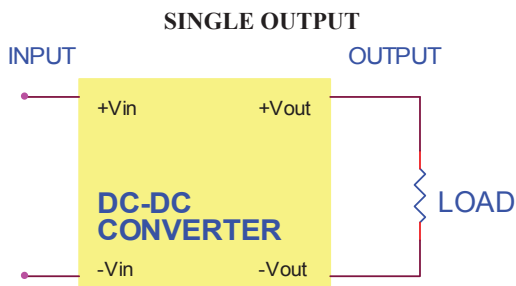 SINGLE OUTPUT
INPUT OUTPUT
+Vin +Vout
DC-DC
CONVERTER
LOAD
-Vin -Vout